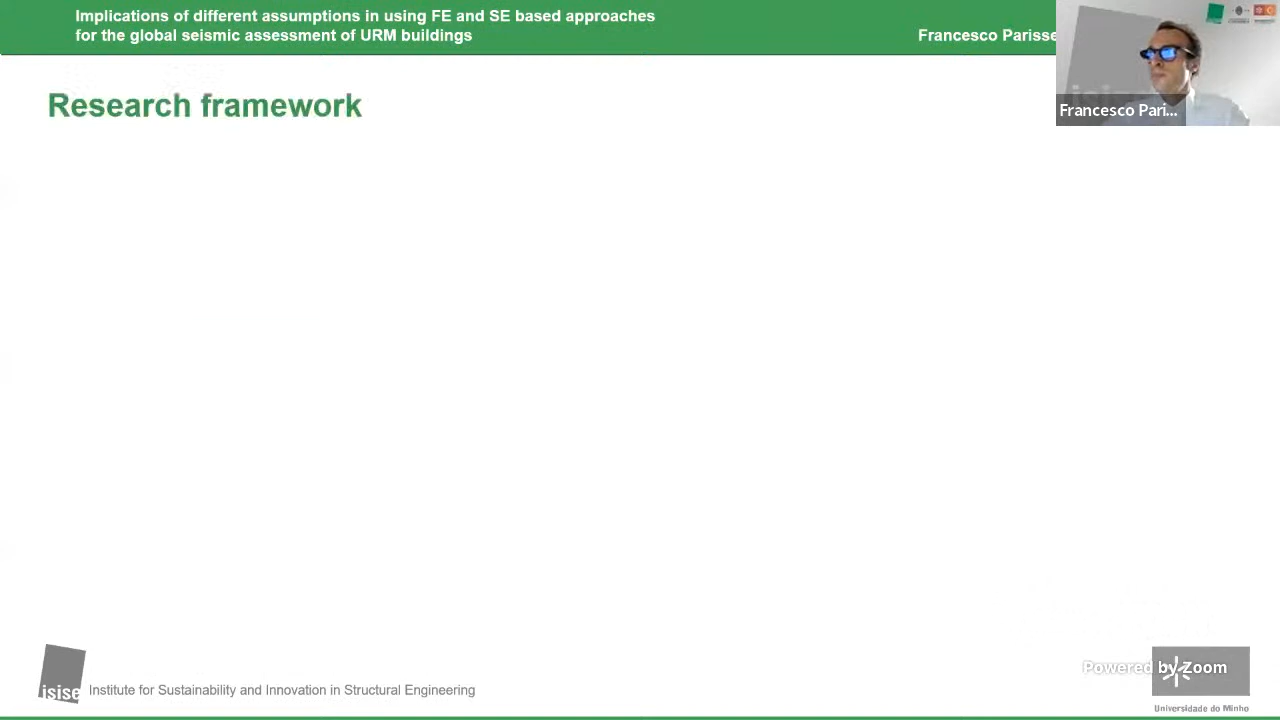 Implications of different assumptions in using FE and SE based approaches
for the global seismic assessment of URM buildings
Francesco Parisse
Francesco Pari...
Research framework
isise
Institute for Sustainability and Innovation in Structural Engineering
Powered by Zoom
Universidade do Minho